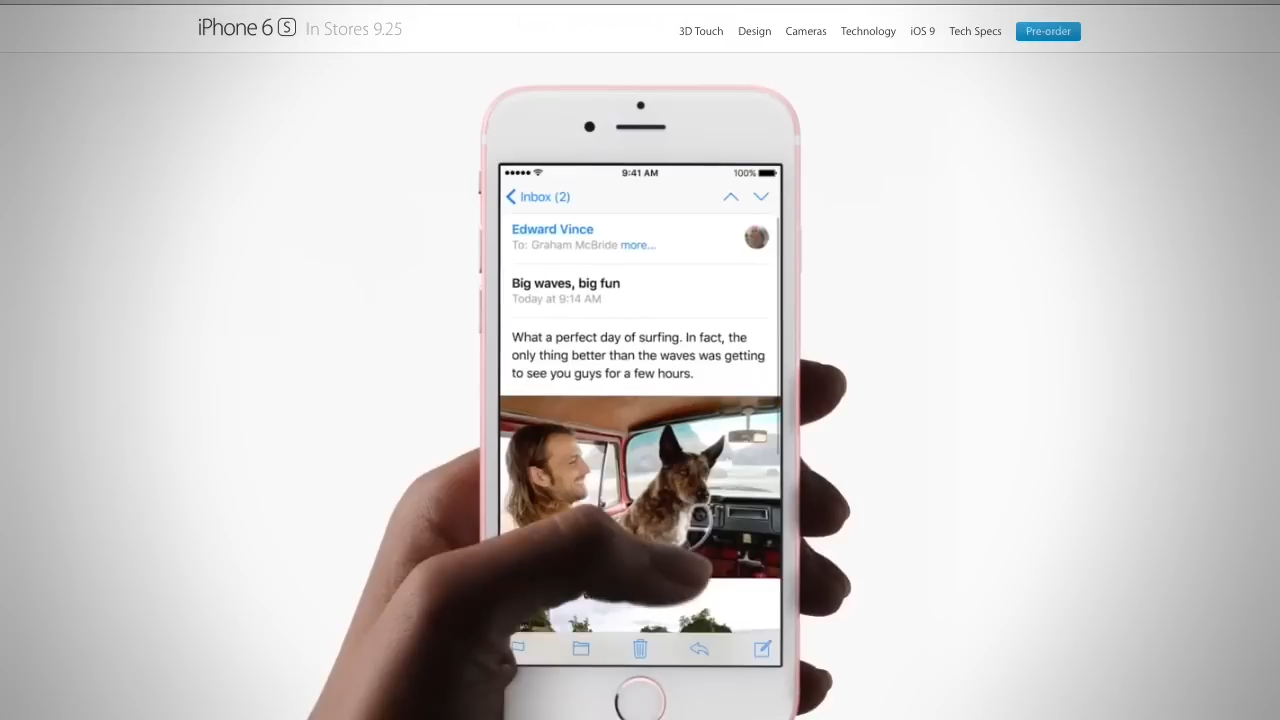 iPhone 6 S In Stores 9.25
3D Touch Design Cameras Technology iOS 9 Tech Specs Pre-order
9:41 AM 100%
Inbox (2)
Edward Vince
To: Graham McBride more...
Big waves, big fun
Today at 9:14 AM
What a perfect day of surfing. In fact, the
only thing better than the waves was getting
to see you guys for a few hours.